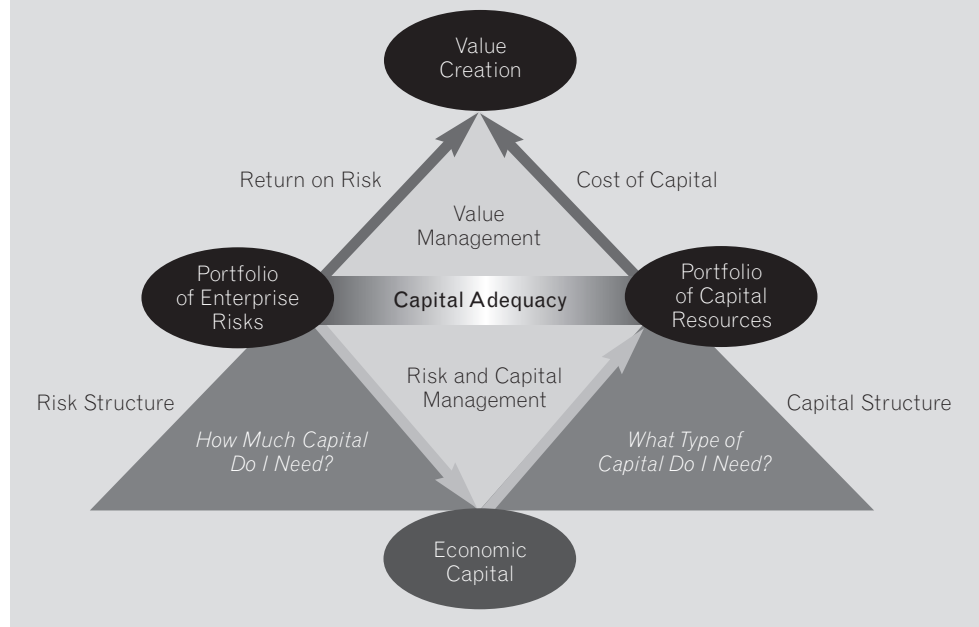 Value
Creation
Return on Risk
Cost of Capital
Value
Management
Portfolio
of Enterprise
Risks
Capital Adequacy
Portfolio
of Capital
Resources
Risk and Capital
Management
Risk Structure
Capital Structure
How Much Capital
Do I Need?
What Type of
Capital Do I Need?
Economic
Capital